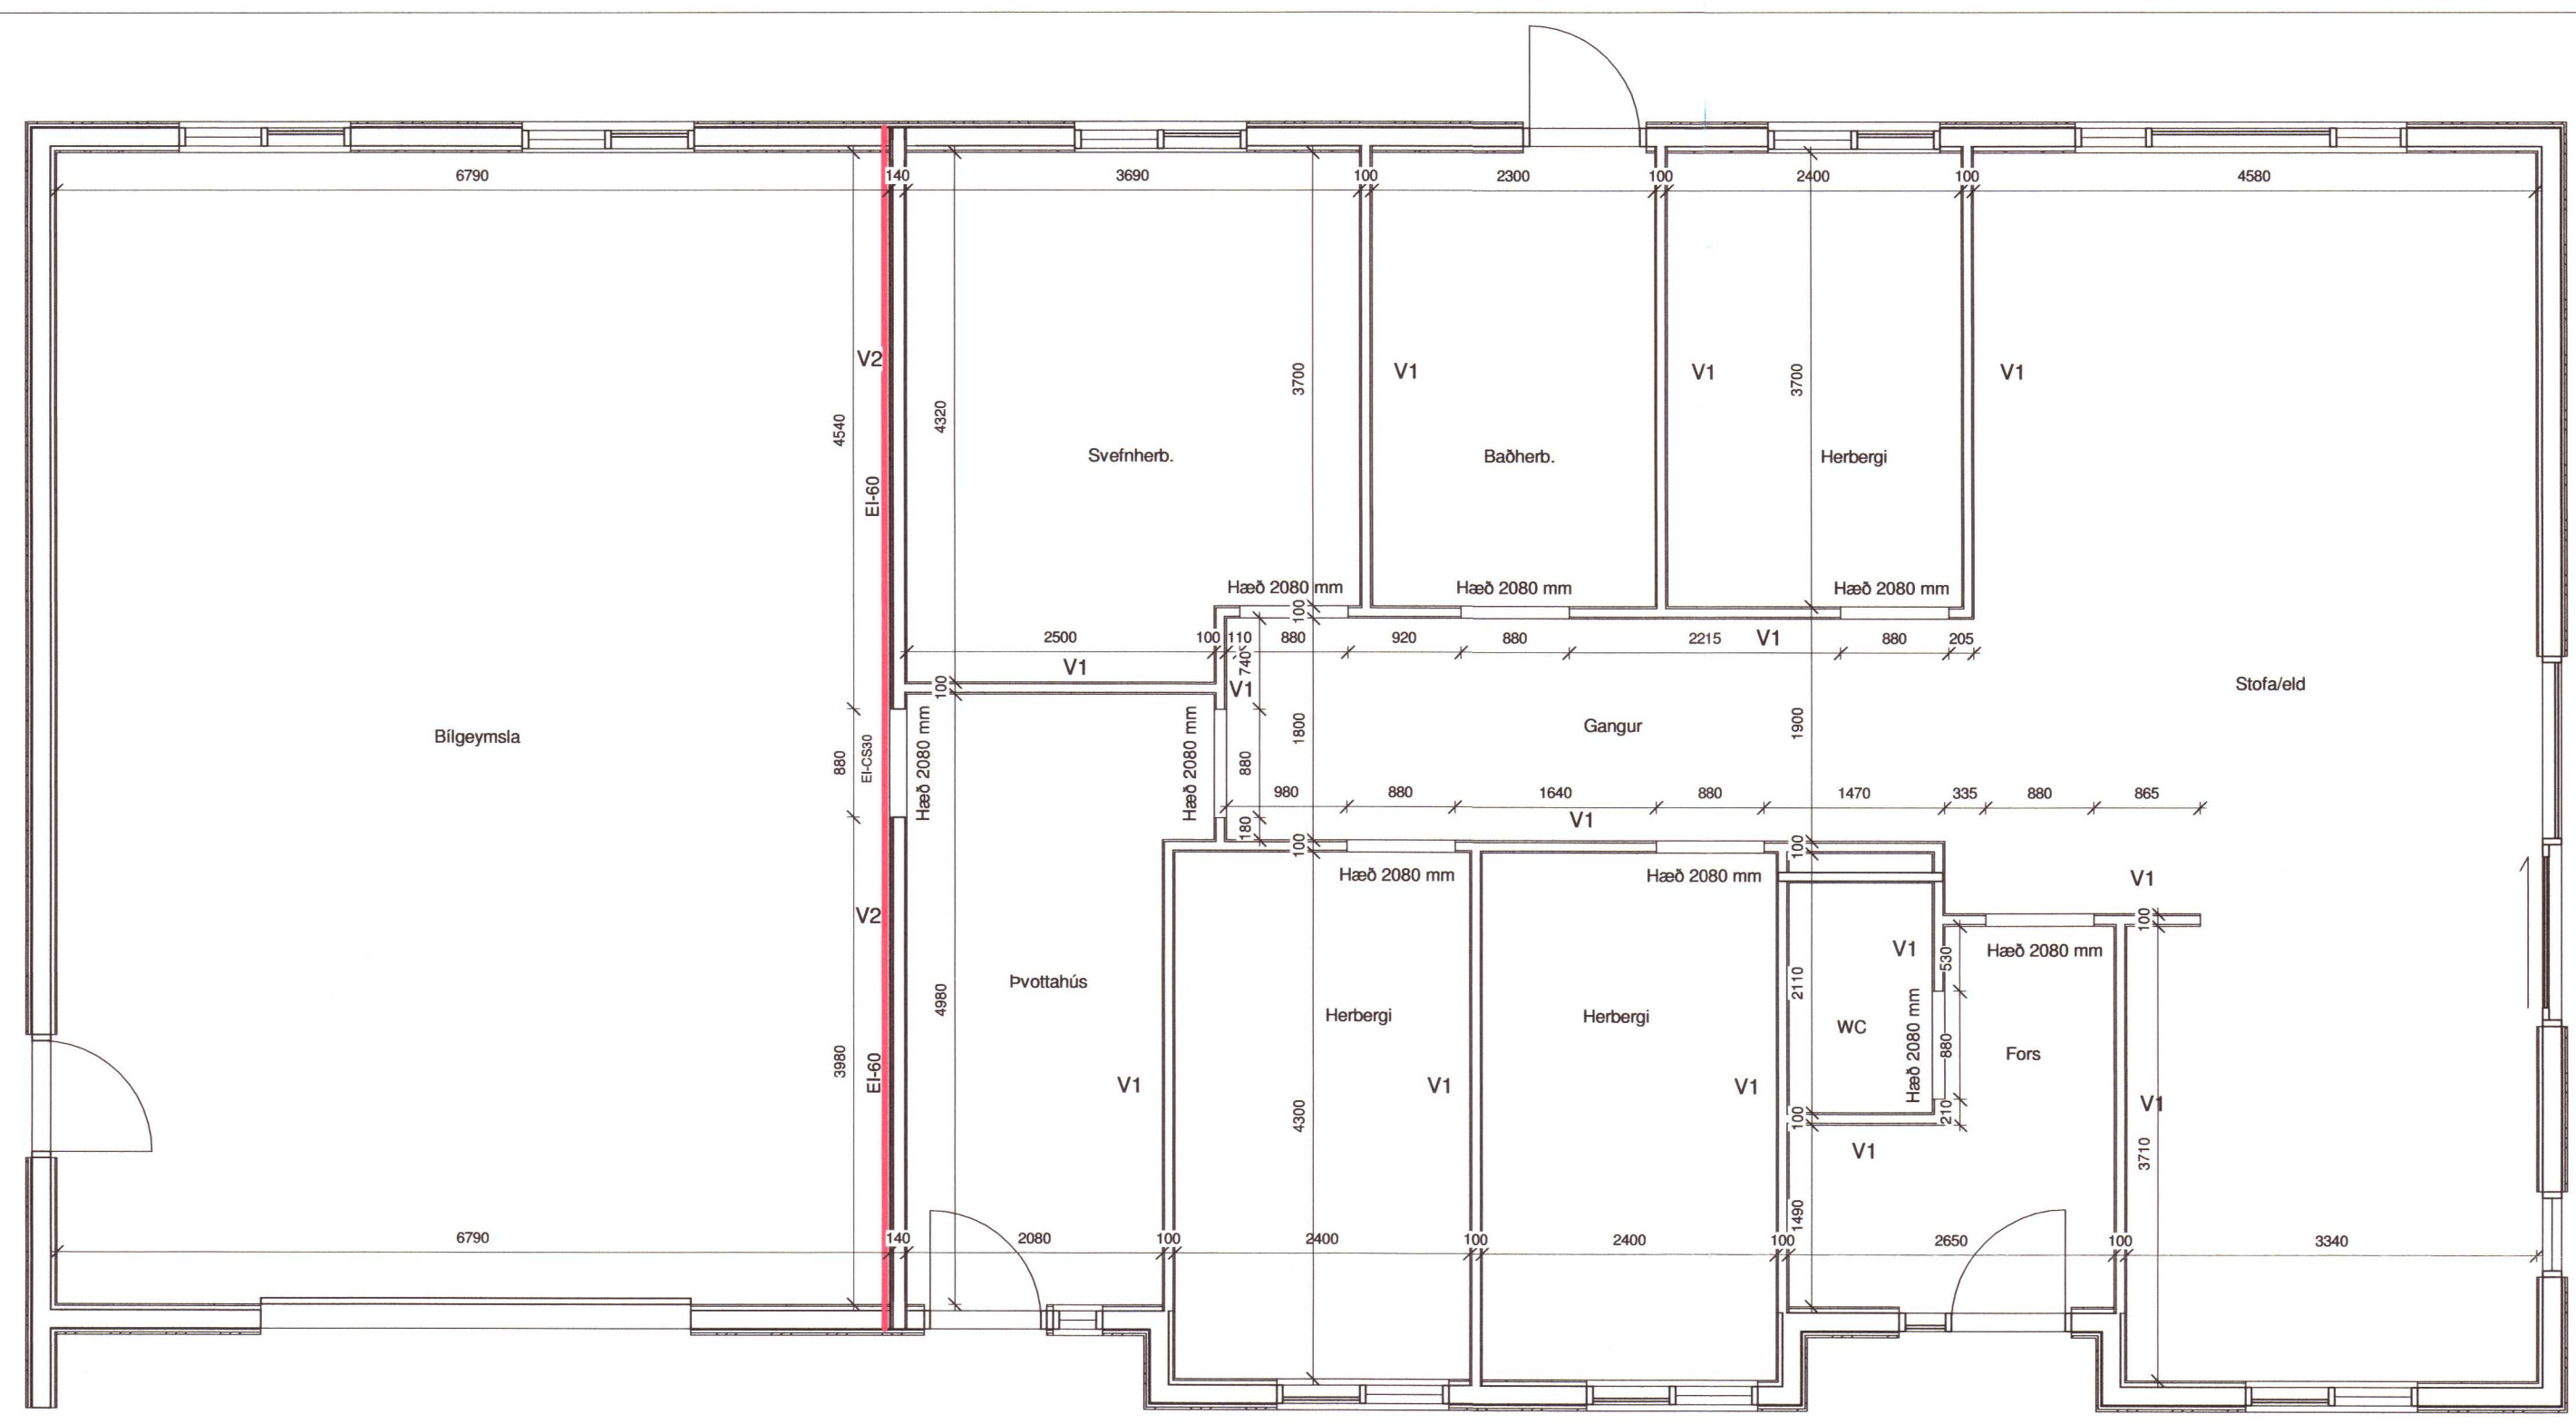 6790
140
3690
100
2300
100
2400
100
4580
V2
4540
EI-60
4320
3700
V1
V1
3700
V1
Svefnherb.
Baðherb.
Herbergi
Hæð 2080 mm
Hæð 2080 mm
Hæð 2080 mm
100
2500
100
110
880
920
880
2215
V1
880
205
740
V1
100
V1
Stofa/eld
Bílgeymsla
880
EI-CS30
Hæð 2080 mm
Hæð 2080 mm
880
1800
Gangur
1900
980
880
1640
880
1470
335
880
865
180
V1
100
100
Hæð 2080 mm
Hæð 2080 mm
V1
V2
100
V1
530
Hæð 2080 mm
Þvottahús
4980
2110
Herbergi
Herbergi
WC
Hæð 2080 mm
880
Fors
3980
EI-60
V1
V1
V1
4300
100
210
V1
V1
3710
1490
6790
140
2080
100
2400
100
2400
100
2650
100
3340